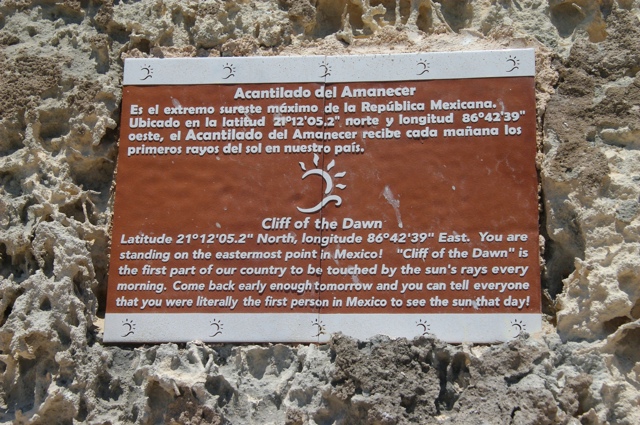 Acantilado del Amanecer
Es el extremo sureste máximo de la República Mexicana.
Ubicado en la latitud 21°12'05.2" norte y longitud 86°42'39"
oeste, el Acantilado del Amanecer recibe cada mañana los
primeros rayos del sol en nuestro país.
Cliff of the Dawn
Latitude 21°12'05.2" North, longitude 86°42'39" East. You are
standing on the eastermost point in Mexico! "Cliff of the Dawn" is
the first part of our country to be touched by the sun's rays every
morning. Come back early enough tomorrow and you can tell everyone
that you were literally the first person in Mexico to see the sun that day!